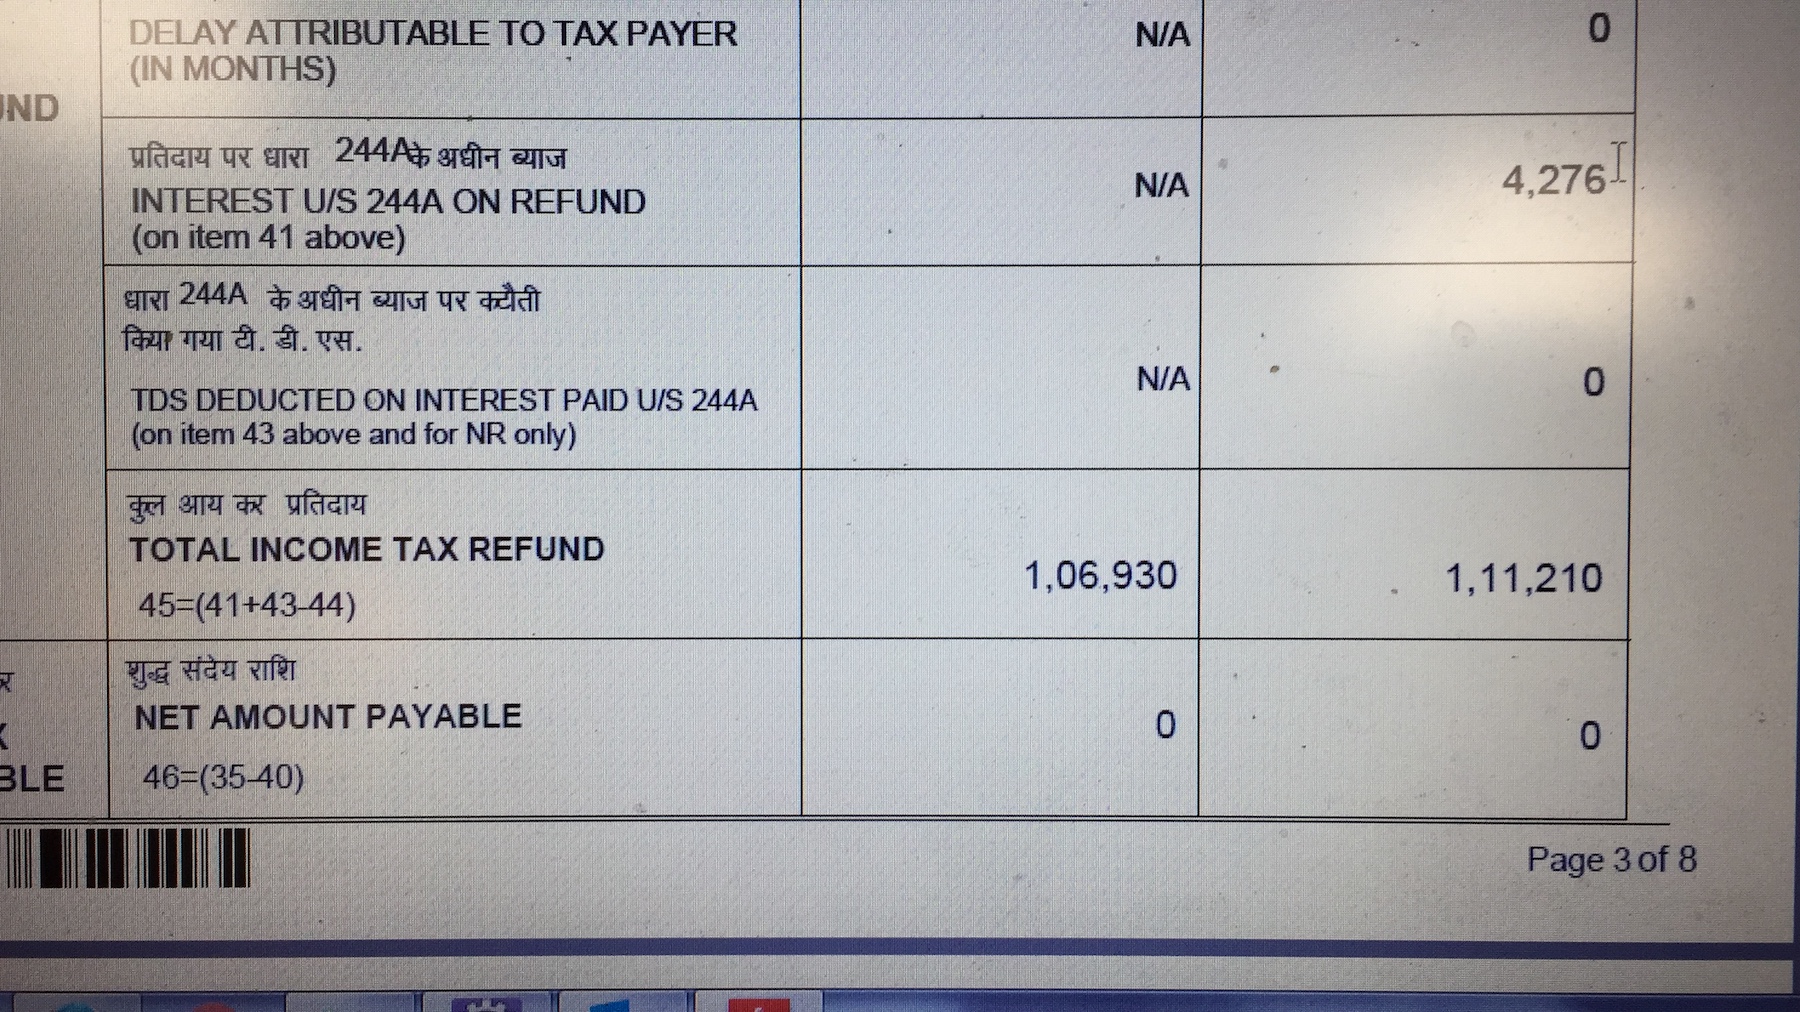 DELAY ATTRIBUTABLE TO TAX PAYER
(IN MONTHS)
N/A
0
UND
प्रतिदाय पर धारा 244Aके अधीन ब्याज
INTEREST U/S 244A ON REFUND
(on item 41 above)
N/A
4,276
धारा 244A के अधीन ब्याज पर कटौती
किया गया टी. डी. एस.
TDS DEDUCTED ON INTEREST PAID U/S 244A
(on item 43 above and for NR only)
N/A
0
कुल आय कर प्रतिदाय
TOTAL INCOME TAX REFUND
45=(41+43-44)
1,06,930
1,11,210
शुद्ध संदेय राशि
NET AMOUNT PAYABLE
46=(35-40)
0
0
BLE
Page 3 of 8